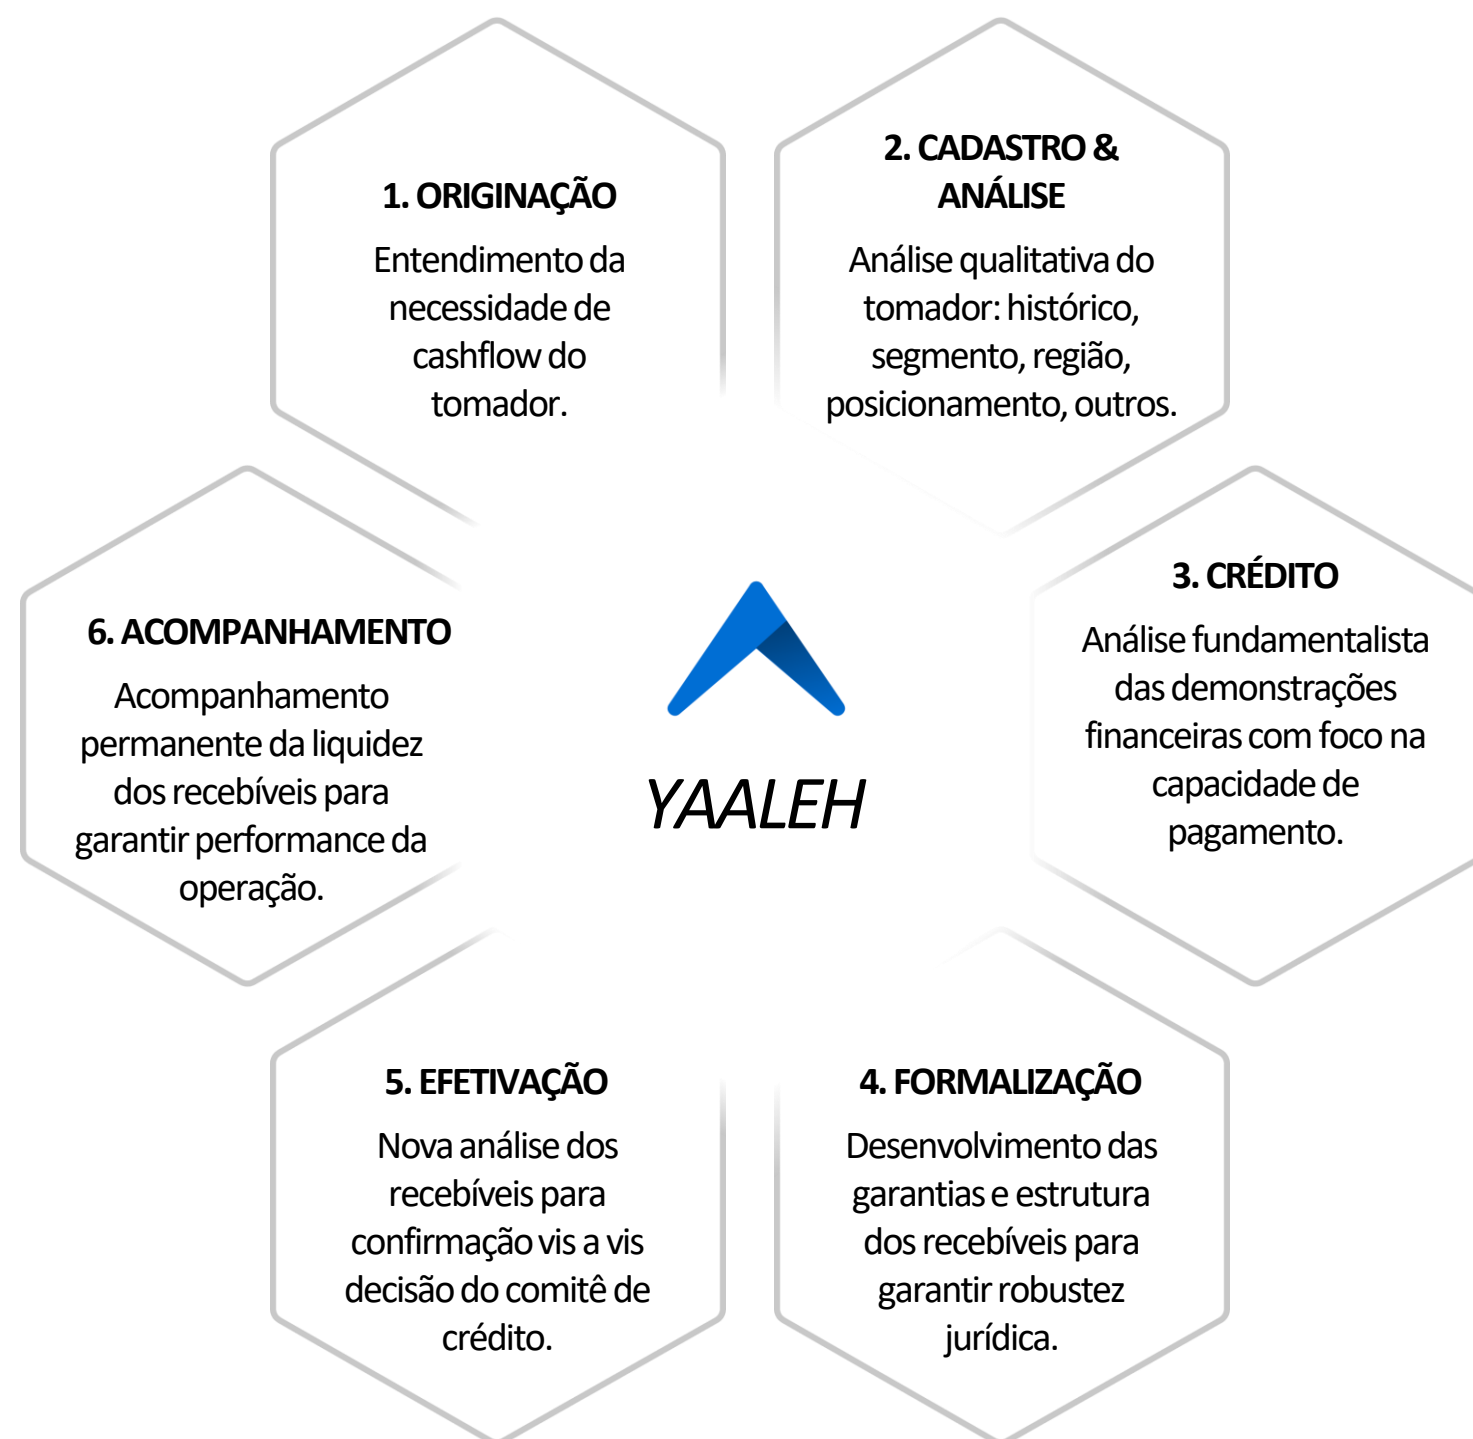 1. ORIGINAÇÃO
Entendimento da
necessidade de
cashflow do
tomador.
2. CADASTRO &
ANÁLISE
Análise qualitativa do
tomador: histórico,
segmento, região,
posicionamento, outros.
3. CRÉDITO
Análise fundamentalista
das demonstrações
financeiras com foco na
capacidade de
pagamento.
4. FORMALIZAÇÃO
Desenvolvimento das
garantias e estrutura
dos recebíveis para
garantir robustez
jurídica.
5. EFETIVAÇÃO
Nova análise dos
recebíveis para
confirmação vis a vis
decisão do comitê de
crédito.
6. ACOMPANHAMENTO
Acompanhamento
permanente da liquidez
dos recebíveis para
garantir performance da
operação.
YAALEH